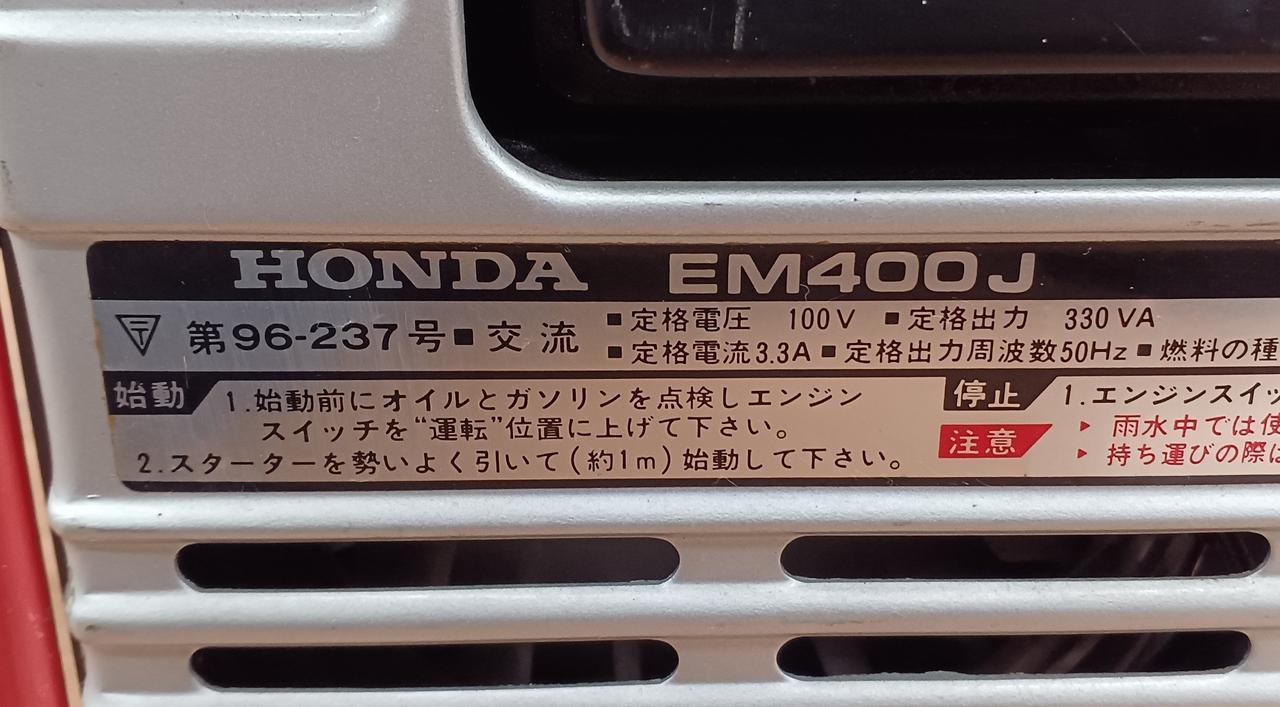 HONDA EM400J
〒 第96-237号 ■ 交流 ■ 定格電圧 100V ■ 定格出力 330VA
■ 定格電流3.3A ■ 定格出力周波数50Hz ■ 燃料の種
始動 1.始動前にオイルとガソリンを点検しエンジン
スイッチを“運転”位置に上げて下さい。
2.スターターを勢いよく引いて(約1m)始動して下さい。
停止 1.エンジンスイッ
注意 ▶ 雨水中では使
▶ 持ち運びの際は